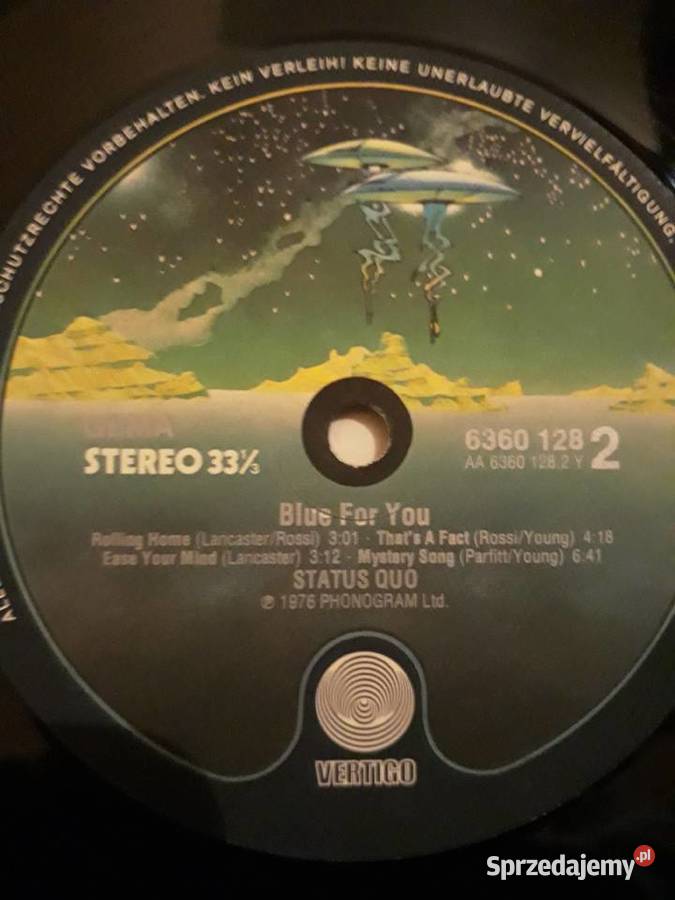 SCHUTZRECHTE VORBEHALTEN. KEIN VERLEIH! KEINE UNERLAUBTE VERVIELFÄLTIGUNG.
GEMA
STEREO 33⅓
6360 128 2
AA 6360 128.2 Y
Blue For You
Rolling Home (Lancaster/Rossi) 3:01 · That's A Fact (Rossi/Young) 4:18
Ease Your Mind (Lancaster) 3:12 · Mystery Song (Parfitt/Young) 6:41
STATUS QUO
℗ 1976 PHONOGRAM Ltd.
VERTIGO
Sprzedajemy.pl